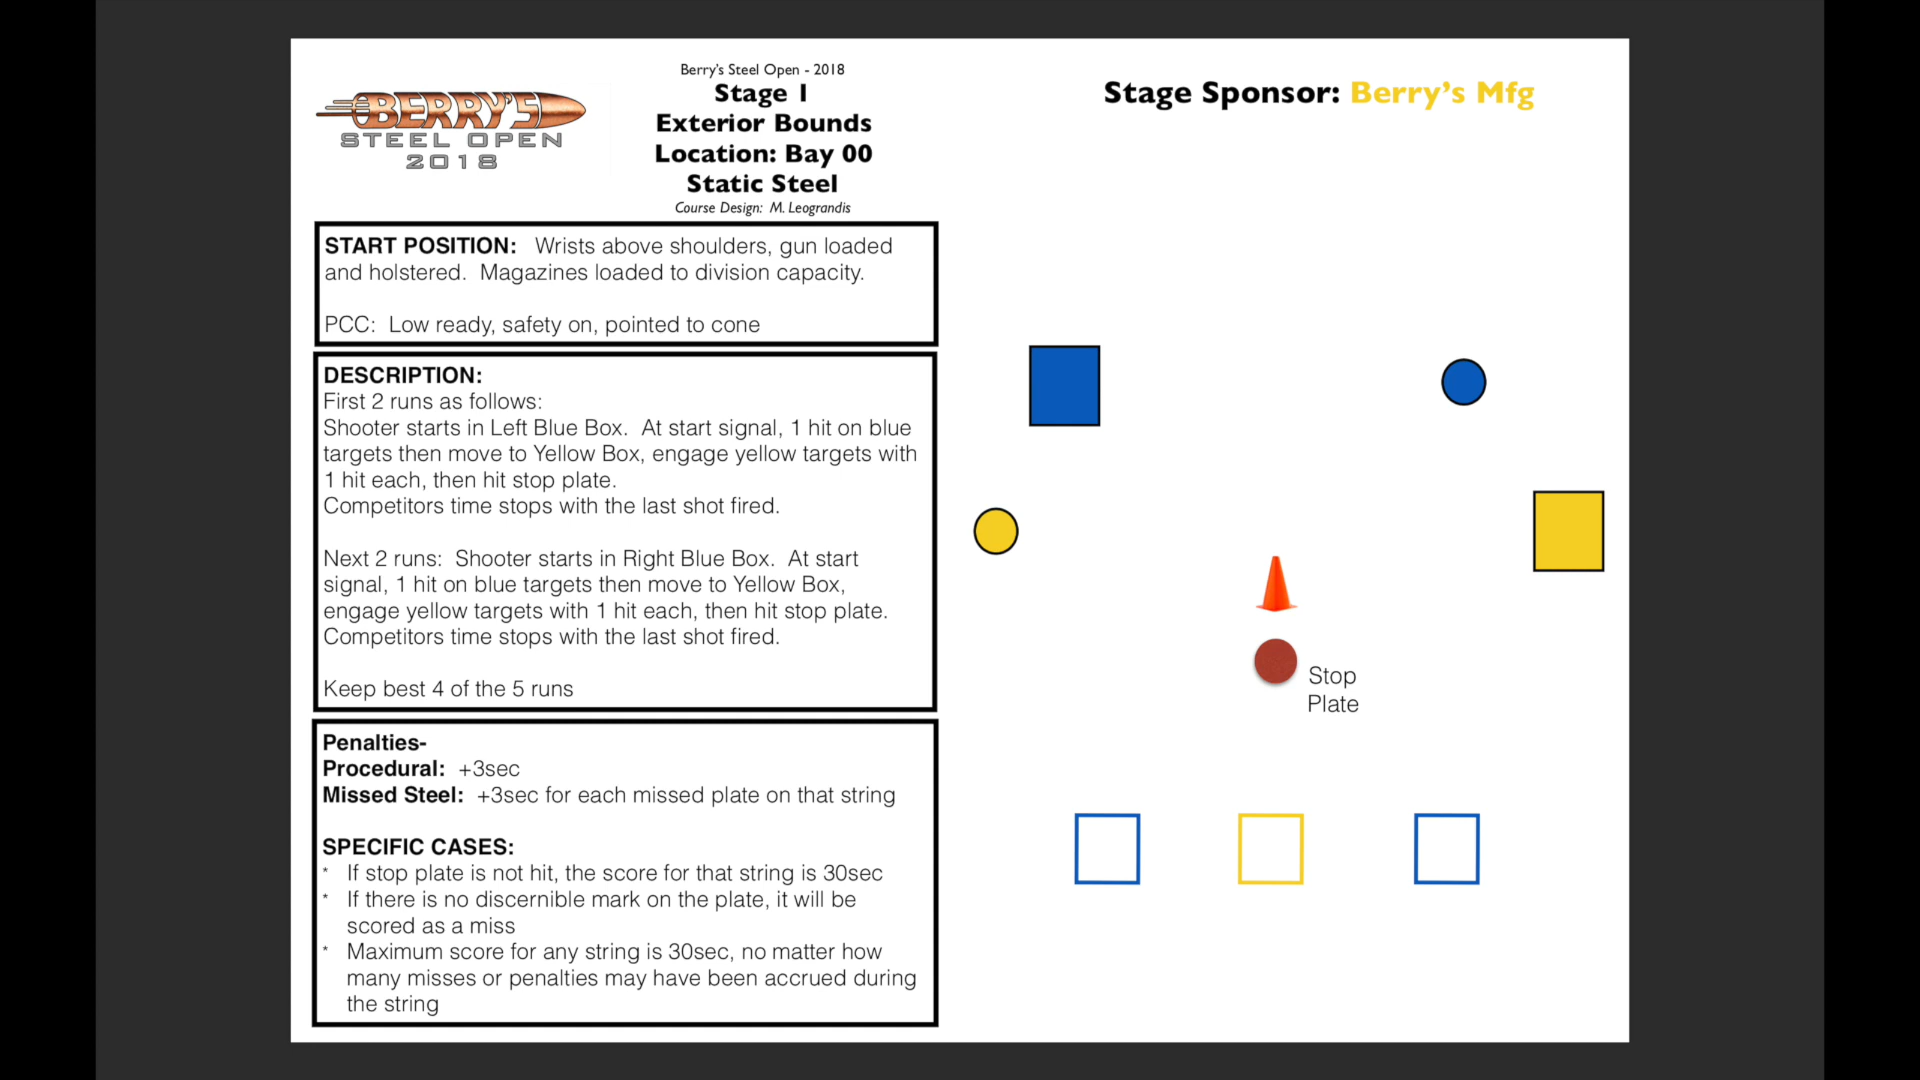 BERRY'S
STEEL OPEN
2018
Berry's Steel Open - 2018
Stage 1
Exterior Bounds
Location: Bay 00
Static Steel
Course Design: M. Leograndis
Stage Sponsor: Berry's Mfg
START POSITION: Wrists above shoulders, gun loaded
and holstered. Magazines loaded to division capacity.
PCC: Low ready, safety on, pointed to cone
DESCRIPTION:
First 2 runs as follows:
Shooter starts in Left Blue Box. At start signal, 1 hit on blue
targets then move to Yellow Box, engage yellow targets with
1 hit each, then hit stop plate.
Competitors time stops with the last shot fired.
Next 2 runs: Shooter starts in Right Blue Box. At start
signal, 1 hit on blue targets then move to Yellow Box,
engage yellow targets with 1 hit each, then hit stop plate.
Competitors time stops with the last shot fired.
Keep best 4 of the 5 runs
Penalties-
Procedural: +3sec
Missed Steel: +3sec for each missed plate on that string
SPECIFIC CASES:
* If stop plate is not hit, the score for that string is 30sec
* If there is no discernible mark on the plate, it will be
scored as a miss
* Maximum score for any string is 30sec, no matter how
many misses or penalties may have been accrued during
the string
Stop
Plate